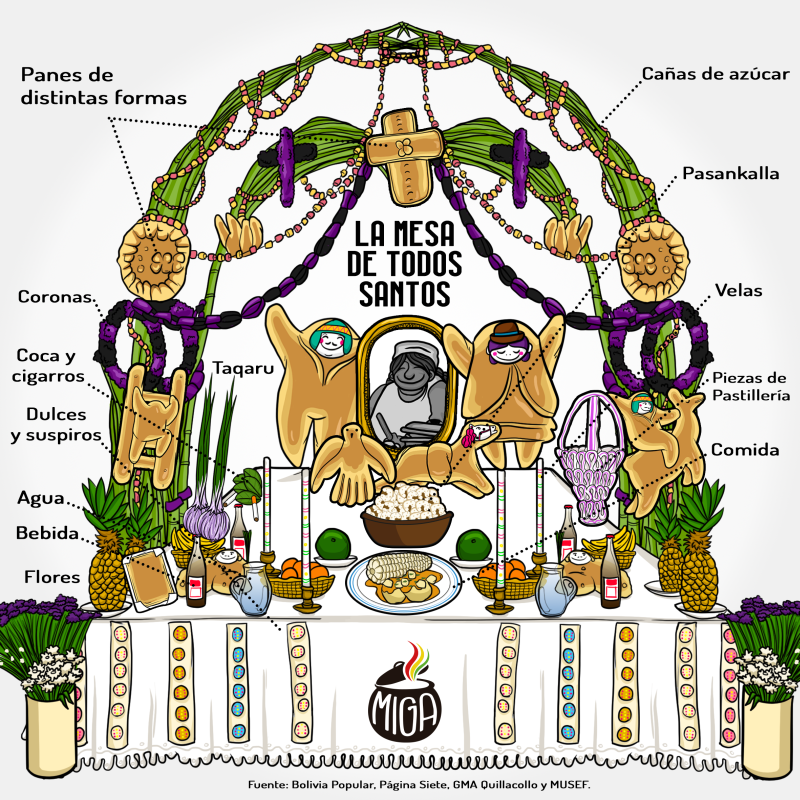 Panes de
distintas formas
Cañas de azúcar
Pasankalla
LA MESA
DE TODOS
SANTOS
Coronas
Velas
Coca y
cigarros
Taqaru
Piezas de
Pastillería
Dulces
y suspiros
Comida
Agua
Bebida
Flores
MIGA
Fuente: Bolivia Popular, Página Siete, GMA Quillacollo y MUSEF.